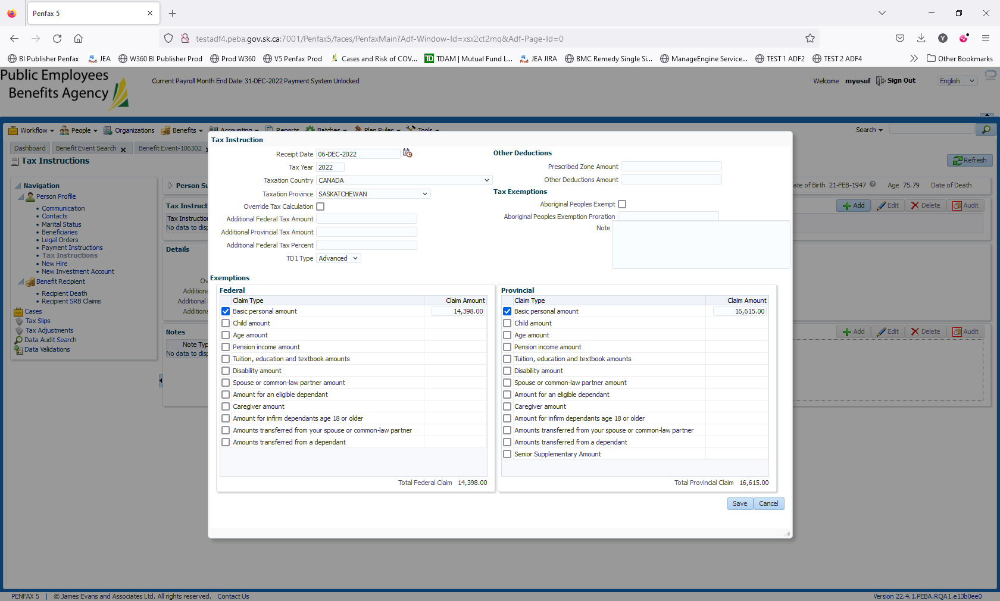 Penfax 5
testadf4.peba.gov.sk.ca:7001/Penfax5/faces/PenfaxMain?Adf-Window-Id=xsx2ct2mq&Adf-Page-Id=0
Y
BI Publisher Penfax JEA W360 BI Publisher Prod Prod W360 V5 Penfax Prod Cases and Risk of COV... TD TDAM | Mutual Fund L... JEA JIRA BMC Remedy Single Si... ManageEngine Service... TEST 1 ADF2 TEST 2 ADF4 Other Bookmarks
Public Employees
Benefits Agency
Current Payroll Month End Date 31-DEC-2022 Payment System Unlocked
Welcome myusuf Sign Out English
Workflow People Organizations Benefits Accounting Reports Batches Plan Rules Tools Search
Dashboard Benefit Event Search Benefit Event-106302
Tax Instructions
Refresh
Navigation
Person Profile
Communication
Contacts
Marital Status
Beneficiaries
Legal Orders
Payment Instructions
Tax Instructions
New Hire
New Investment Account
Benefit Recipient
Recipient Death
Recipient SRB Claims
Cases
Tax Slips
Tax Adjustments
Data Audit Search
Data Validations
Person Su
ate of Birth 21-FEB-1947 Age 75.79 Date of Death
Tax Instruct
Add Edit Delete Audit
Tax Instruction
No data to disp
Details
Ov
Additiona
Additional
Additiona
Notes
Add Edit Delete Audit
Note Typ
No data to disp
Tax Instruction
Receipt Date 06-DEC-2022
Tax Year 2022
Taxation Country CANADA
Taxation Province SASKATCHEWAN
Override Tax Calculation
Additional Federal Tax Amount
Additional Provincial Tax Amount
Additional Federal Tax Percent
TD1 Type Advanced
Other Deductions
Prescribed Zone Amount
Other Deductions Amount
Tax Exemptions
Aboriginal Peoples Exempt
Aboriginal Peoples Exemption Proration
Note
Exemptions
Federal
Claim Type Claim Amount
Basic personal amount 14,398.00
Child amount
Age amount
Pension income amount
Tuition, education and textbook amounts
Disability amount
Spouse or common-law partner amount
Amount for an eligible dependant
Caregiver amount
Amount for infirm dependants age 18 or older
Amounts transferred from your spouse or common-law partner
Amounts transferred from a dependant
Total Federal Claim 14,398.00
Provincial
Claim Type Claim Amount
Basic personal amount 16,615.00
Child amount
Age amount
Pension income amount
Tuition, education and textbook amounts
Disability amount
Spouse or common-law partner amount
Amount for an eligible dependant
Caregiver amount
Amount for infirm dependants age 18 or older
Amounts transferred from your spouse or common-law partner
Amounts transferred from a dependant
Senior Supplementary Amount
Total Provincial Claim 16,615.00
Save Cancel
PENFAX 5 | © James Evans and Associates Ltd. All rights reserved. Contact Us
Version 22.4.1.PEBA.RQA1.e13b0ee0